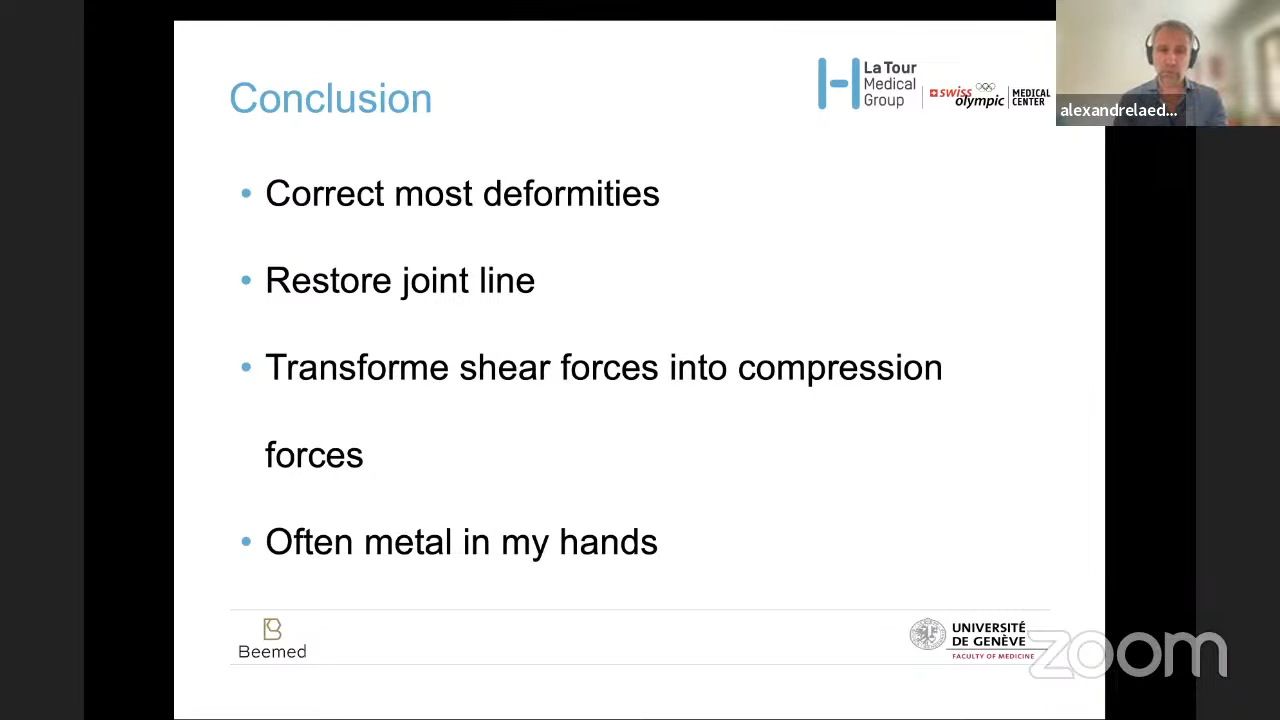 Conclusion
La Tour
Medical
Group
swiss
olympic
MEDICAL
CENTER
alexandrelaed...
• Correct most deformities
• Restore joint line
• Transforme shear forces into compression
forces
• Often metal in my hands
Beemed
UNIVERSITÉ
DE GENÈVE
FACULTY OF MEDICINE
zoom